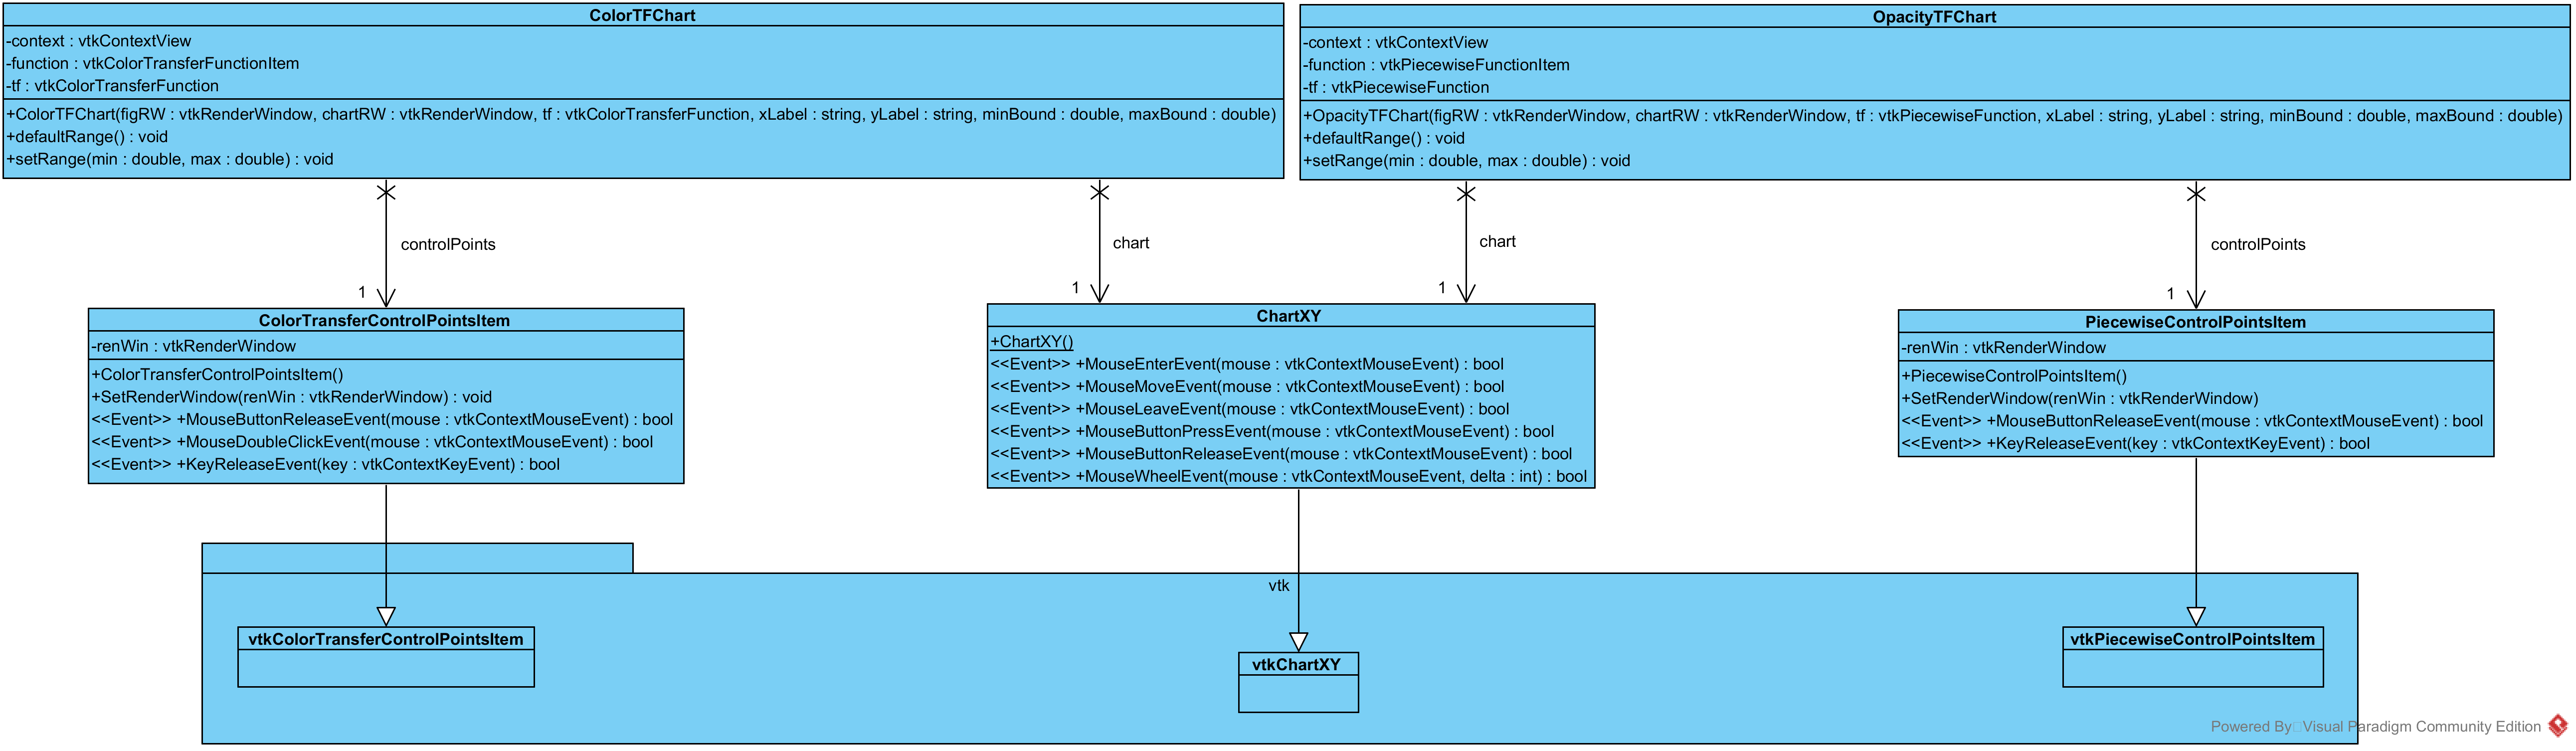 ColorTFChart
-context : vtkContextView
-function : vtkColorTransferFunctionItem
-tf : vtkColorTransferFunction
+ColorTFChart(figRW : vtkRenderWindow, chartRW : vtkRenderWindow, tf : vtkColorTransferFunction, xLabel : string, yLabel : string, minBound : double, maxBound : double)
+defaultRange() : void
+setRange(min : double, max : double) : void
OpacityTFChart
-context : vtkContextView
-function : vtkPiecewiseFunctionItem
-tf : vtkPiecewiseFunction
+OpacityTFChart(figRW : vtkRenderWindow, chartRW : vtkRenderWindow, tf : vtkPiecewiseFunction, xLabel : string, yLabel : string, minBound : double, maxBound : double)
+defaultRange() : void
+setRange(min : double, max : double) : void
controlPoints
1
chart
1
chart
1
controlPoints
1
ColorTransferControlPointsItem
-renWin : vtkRenderWindow
+ColorTransferControlPointsItem()
+SetRenderWindow(renWin : vtkRenderWindow) : void
<<Event>> +MouseButtonReleaseEvent(mouse : vtkContextMouseEvent) : bool
<<Event>> +MouseDoubleClickEvent(mouse : vtkContextMouseEvent) : bool
<<Event>> +KeyReleaseEvent(key : vtkContextKeyEvent) : bool
ChartXY
+ChartXY()
<<Event>> +MouseEnterEvent(mouse : vtkContextMouseEvent) : bool
<<Event>> +MouseMoveEvent(mouse : vtkContextMouseEvent) : bool
<<Event>> +MouseLeaveEvent(mouse : vtkContextMouseEvent) : bool
<<Event>> +MouseButtonPressEvent(mouse : vtkContextMouseEvent) : bool
<<Event>> +MouseButtonReleaseEvent(mouse : vtkContextMouseEvent) : bool
<<Event>> +MouseWheelEvent(mouse : vtkContextMouseEvent, delta : int) : bool
PiecewiseControlPointsItem
-renWin : vtkRenderWindow
+PiecewiseControlPointsItem()
+SetRenderWindow(renWin : vtkRenderWindow)
<<Event>> +MouseButtonReleaseEvent(mouse : vtkContextMouseEvent) : bool
<<Event>> +KeyReleaseEvent(key : vtkContextKeyEvent) : bool
vtk
vtkColorTransferControlPointsItem
vtkChartXY
vtkPiecewiseControlPointsItem
Powered By Visual Paradigm Community Edition